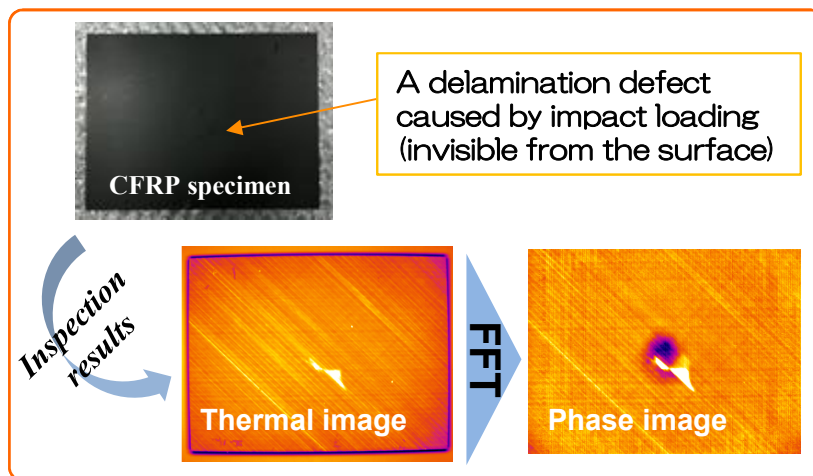 A delamination defect
caused by impact loading
(invisible from the surface)
CFRP specimen
Inspection
results
Thermal image
FFT
Phase image